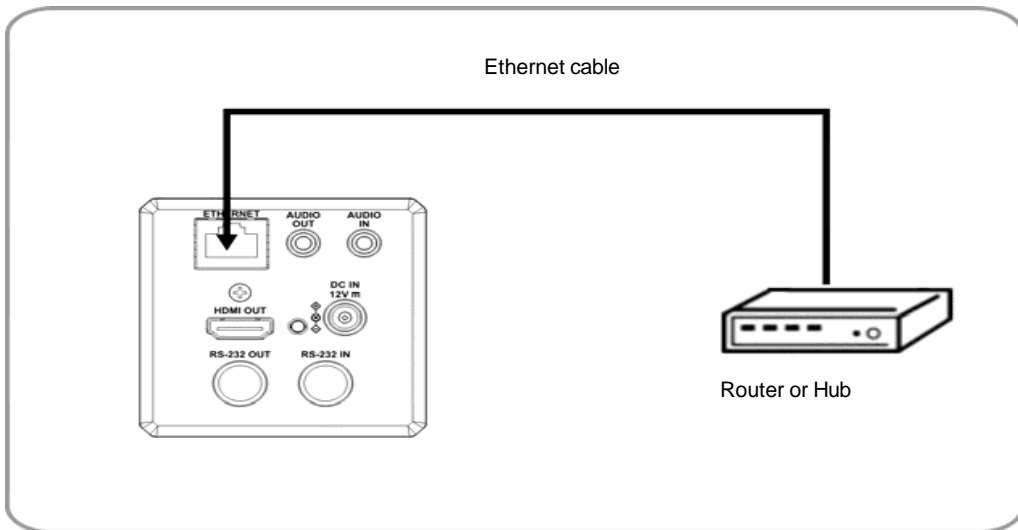 Ethernet cable
ETHERNET
AUDIO
OUT
AUDIO
IN
DC IN
12V ⎓
HDMI OUT
RS-232 OUT
RS-232 IN
Router or Hub